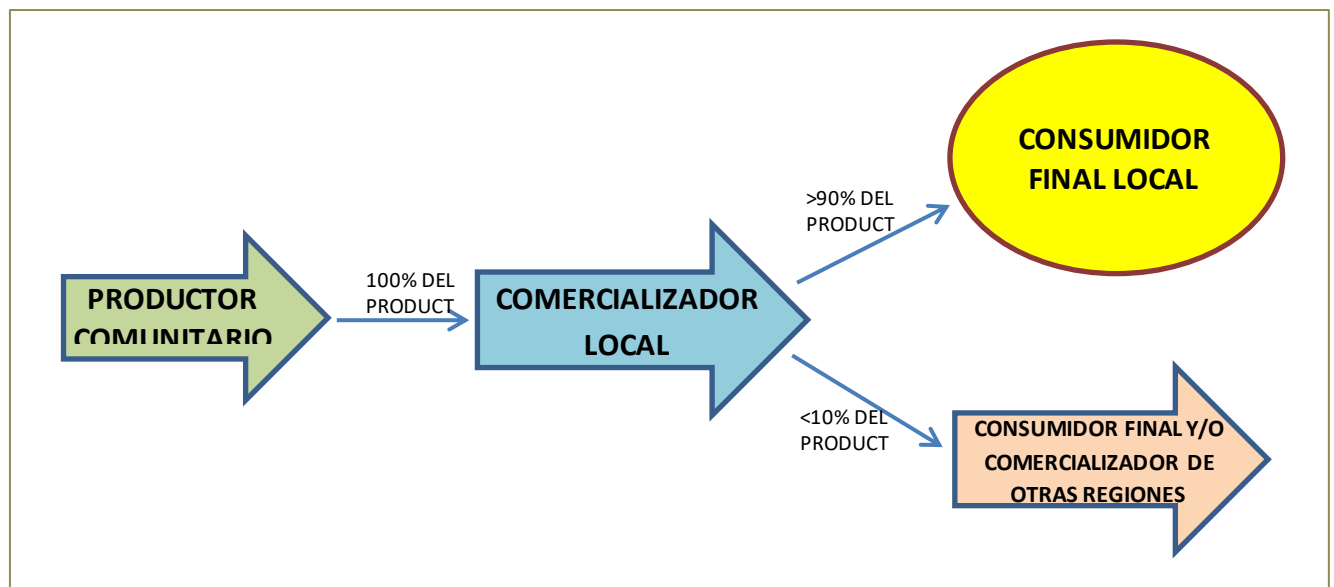 PRODUCTOR
COMUNITARIO
100% DEL
PRODUCT
COMERCIALIZADOR
LOCAL
>90% DEL
PRODUCT
CONSUMIDOR
FINAL LOCAL
<10% DEL
PRODUCT
CONSUMIDOR FINAL Y/O
COMERCIALIZADOR DE
OTRAS REGIONES